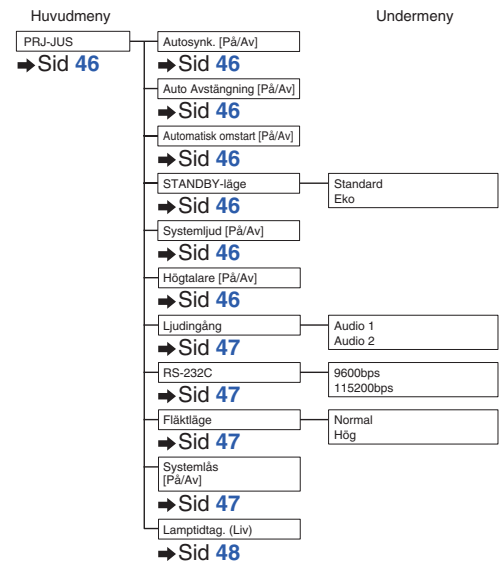 Huvudmeny
Undermeny
PRJ-JUS
➡Sid 46
Autosynk. [På/Av]
➡Sid 46
Auto Avstängning [På/Av]
➡Sid 46
Automatisk omstart [På/Av]
➡Sid 46
STANDBY-läge
➡Sid 46
Standard
Eko
Systemljud [På/Av]
➡Sid 46
Högtalare [På/Av]
➡Sid 46
Ljudingång
➡Sid 47
Audio 1
Audio 2
RS-232C
➡Sid 47
9600bps
115200bps
Fläktläge
➡Sid 47
Normal
Hög
Systemlås
[På/Av]
➡Sid 47
Lamptidtag. (Liv)
➡Sid 48